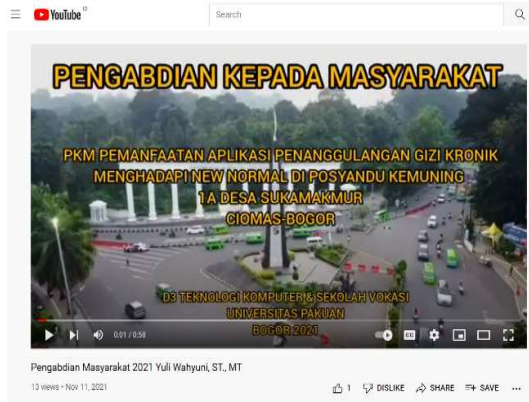 YouTube
Search
PENGABDIAN KEPADA MASYARAKAT
PKM PEMANFAATAN APLIKASI PENANGGULANGAN GIZI KRONIK
MENGHADAPI NEW NORMAL DI POSYANDU KEMUNING
1A DESA SUKAMAKMUR
CIOMAS-BOGOR
D3 TEKNOLOGI KOMPUTER & SEKOLAH VOKASI
UNIVERSITAS PAKUAN
BOGOR 2021
0:01 / 0:58
Pengabdian Masyarakat 2021 Yuli Wahyuni, ST., MT
13 views • Nov 11, 2021
1 DISLIKE SHARE SAVE ...